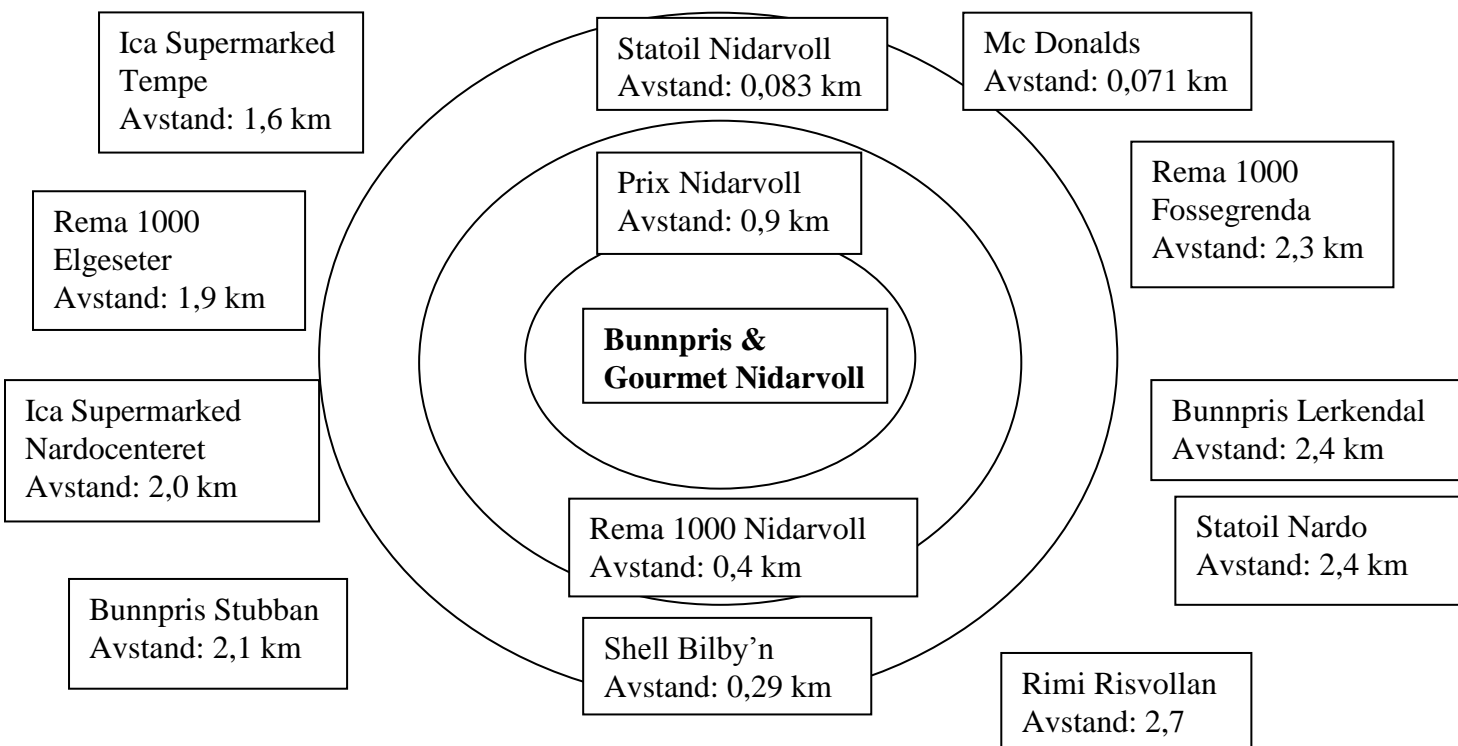 Ica Supermarked
Tempe
Avstand: 1,6 km
Statoil Nidarvoll
Avstand: 0,083 km
Mc Donalds
Avstand: 0,071 km
Prix Nidarvoll
Avstand: 0,9 km
Rema 1000
Fossegrenda
Avstand: 2,3 km
Rema 1000
Elgeseter
Avstand: 1,9 km
Bunnpris &
Gourmet Nidarvoll
Ica Supermarked
Nardocenteret
Avstand: 2,0 km
Bunnpris Lerkendal
Avstand: 2,4 km
Rema 1000 Nidarvoll
Avstand: 0,4 km
Statoil Nardo
Avstand: 2,4 km
Bunnpris Stubban
Avstand: 2,1 km
Shell Bilby’n
Avstand: 0,29 km
Rimi Risvollan
Avstand: 2,7